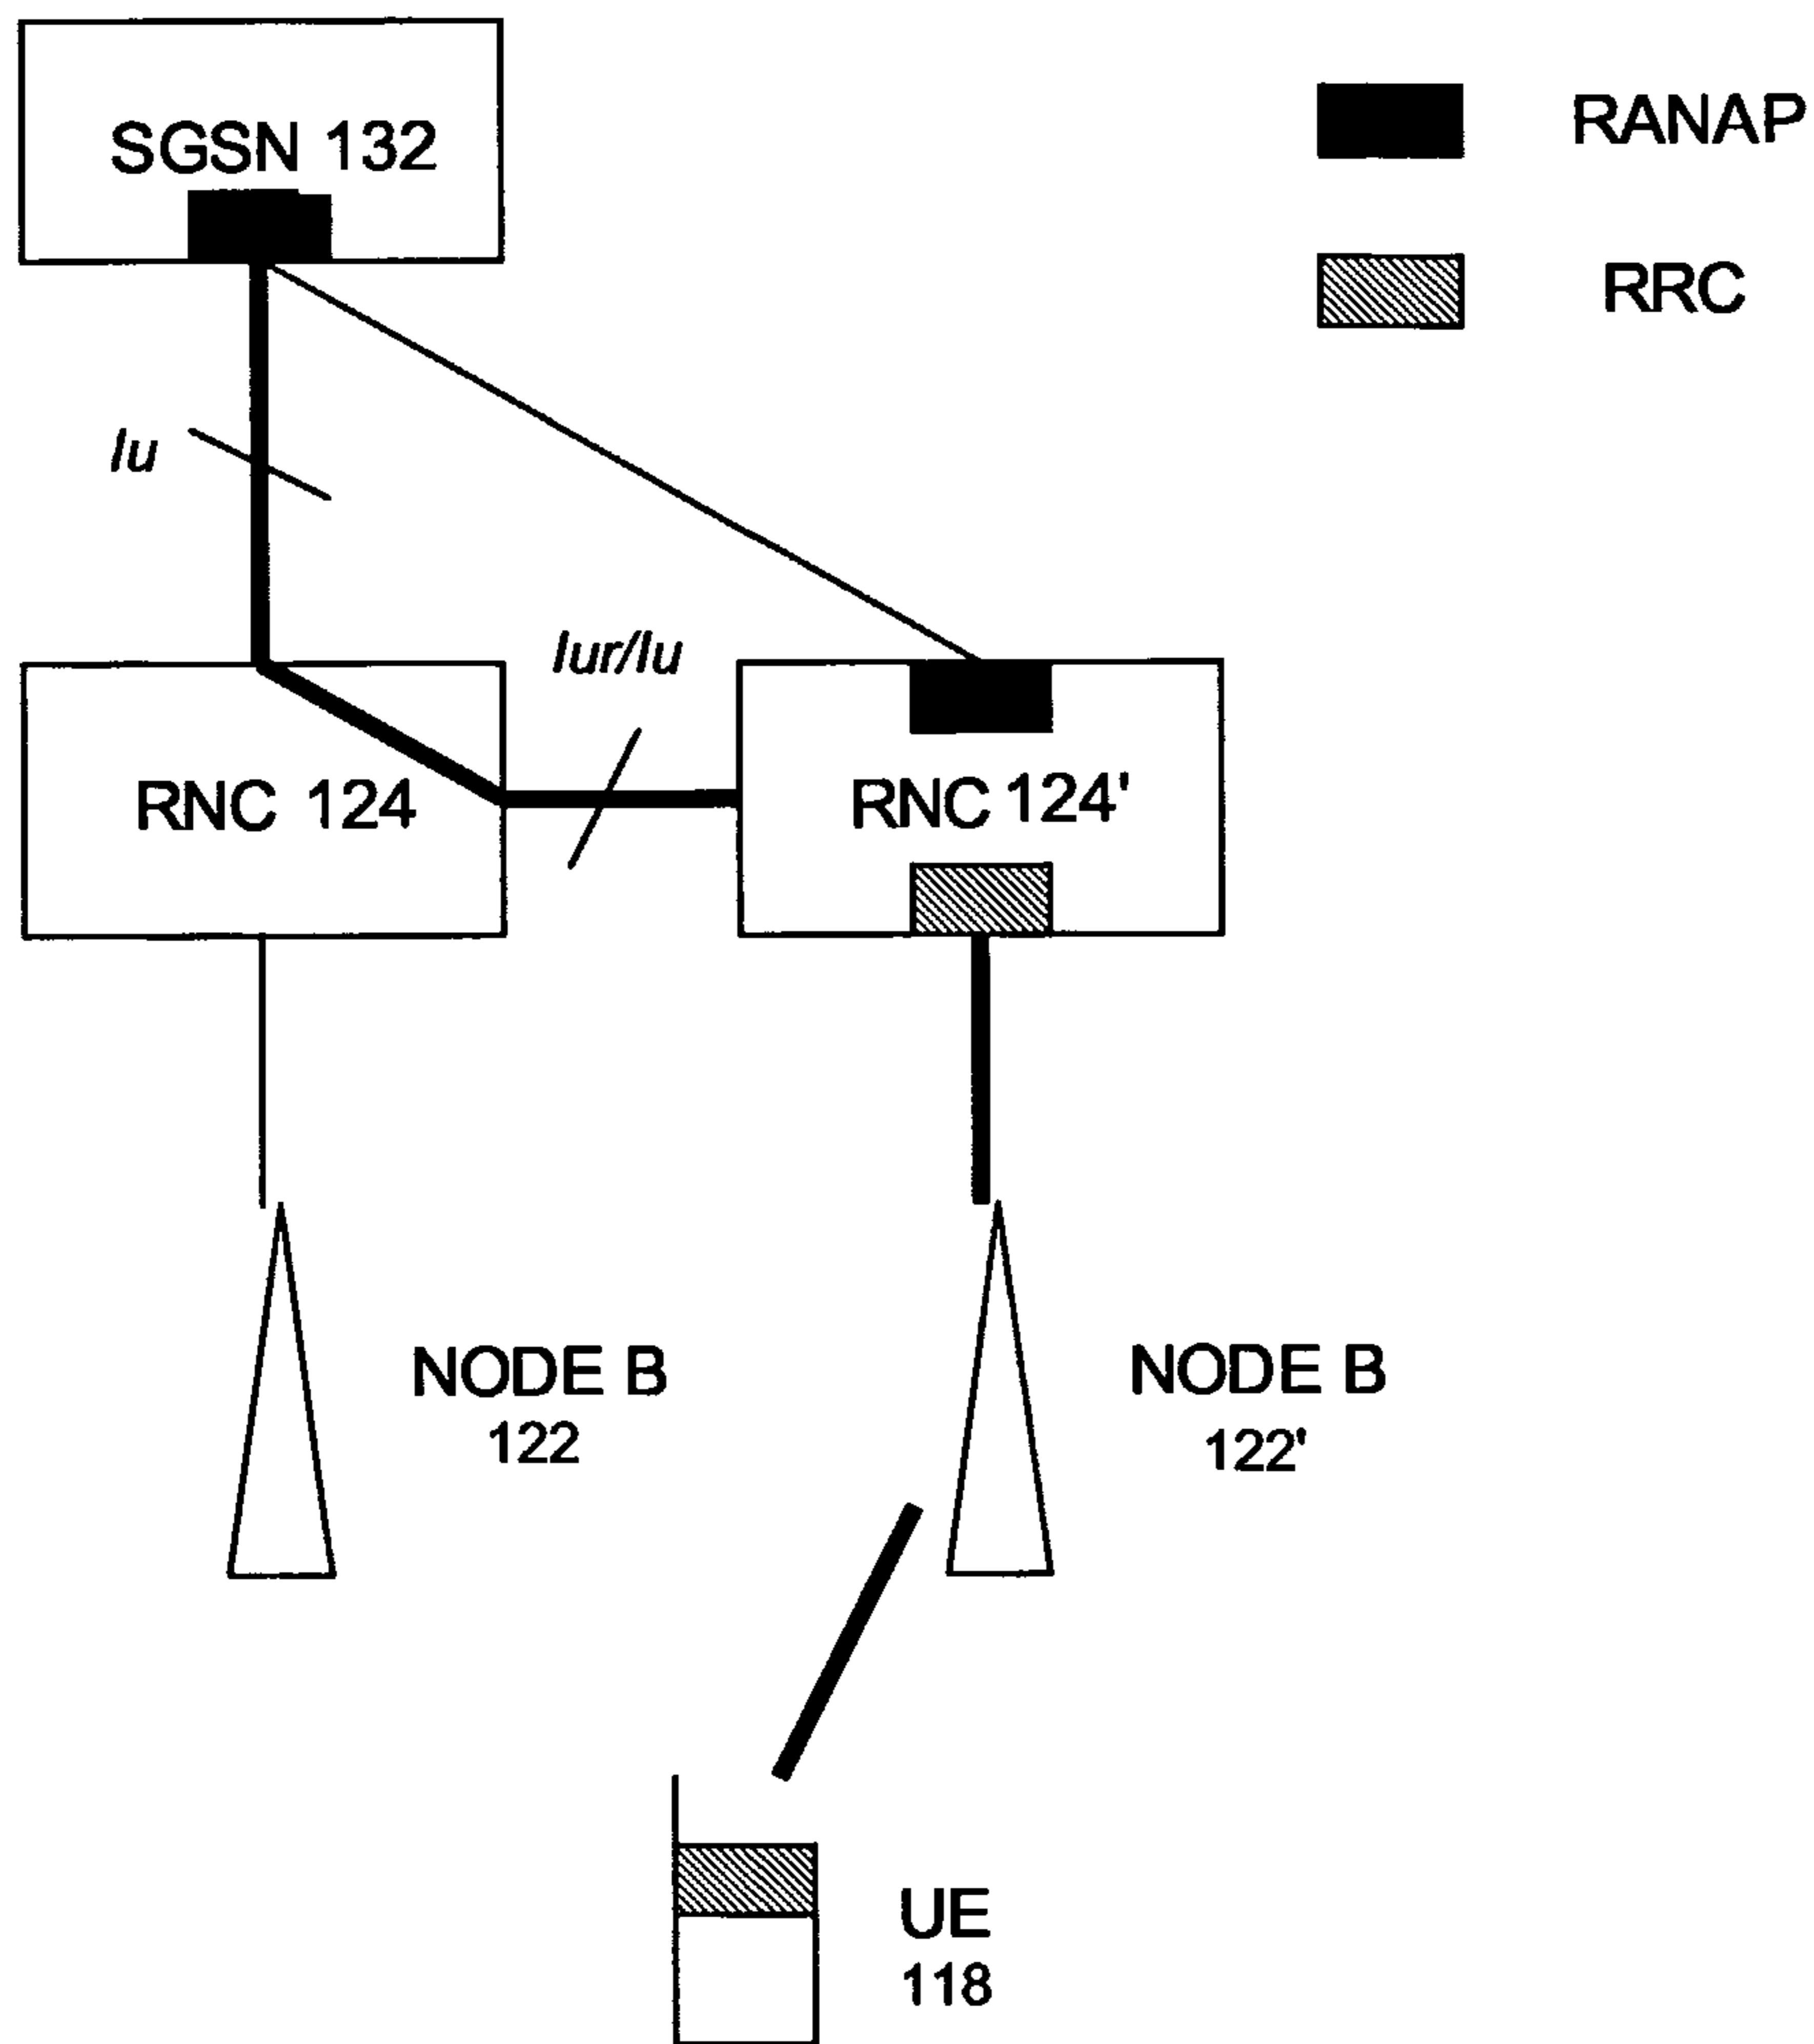 SGSN 132
RANAP
RRC
Iu
Iur/Iu
RNC 124
RNC 124'
NODE B
122
NODE B
122'
UE
118